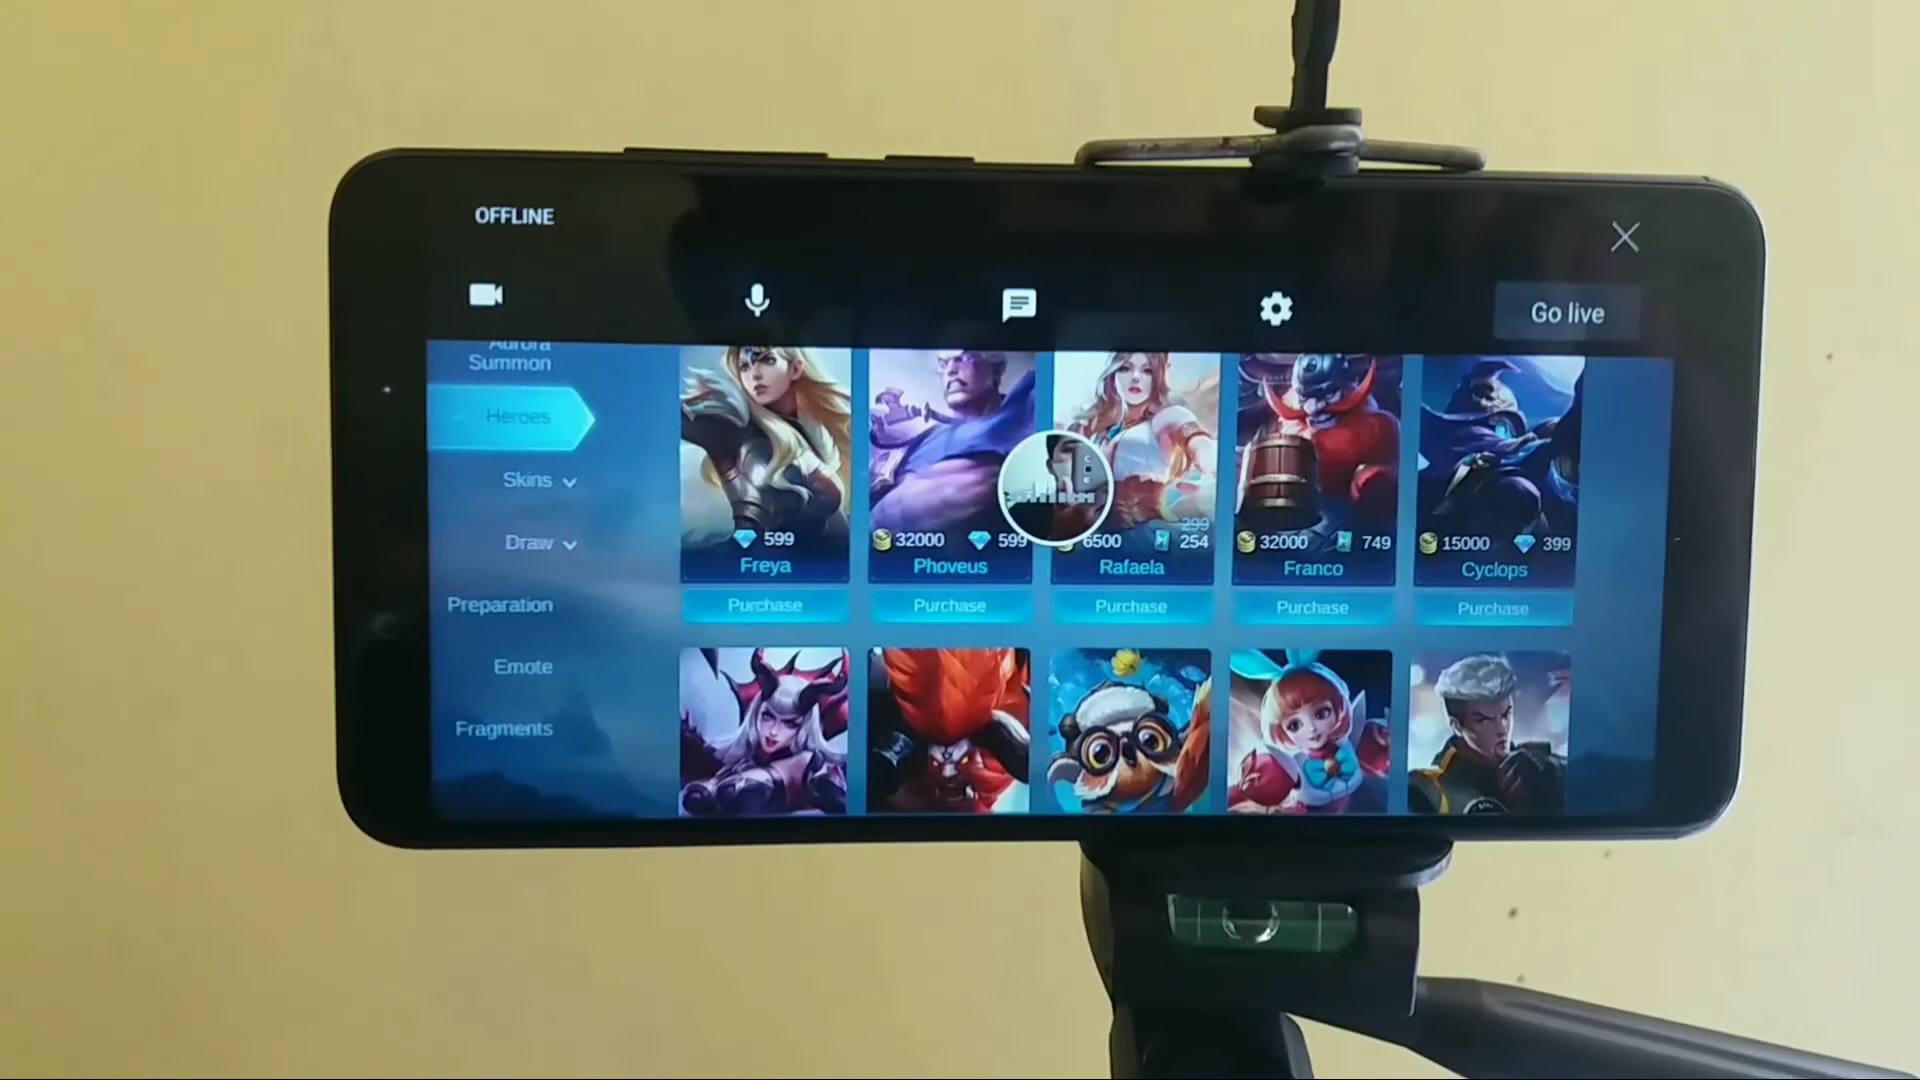 OFFLINE
Go live
Aurora
Summon
Heroes
Skins
Draw
Preparation
Emote
Fragments
599
Freya
Purchase
32000 599
Phoveus
Purchase
299
6500 254
Rafaela
Purchase
32000 749
Franco
Purchase
15000 399
Cyclops
Purchase